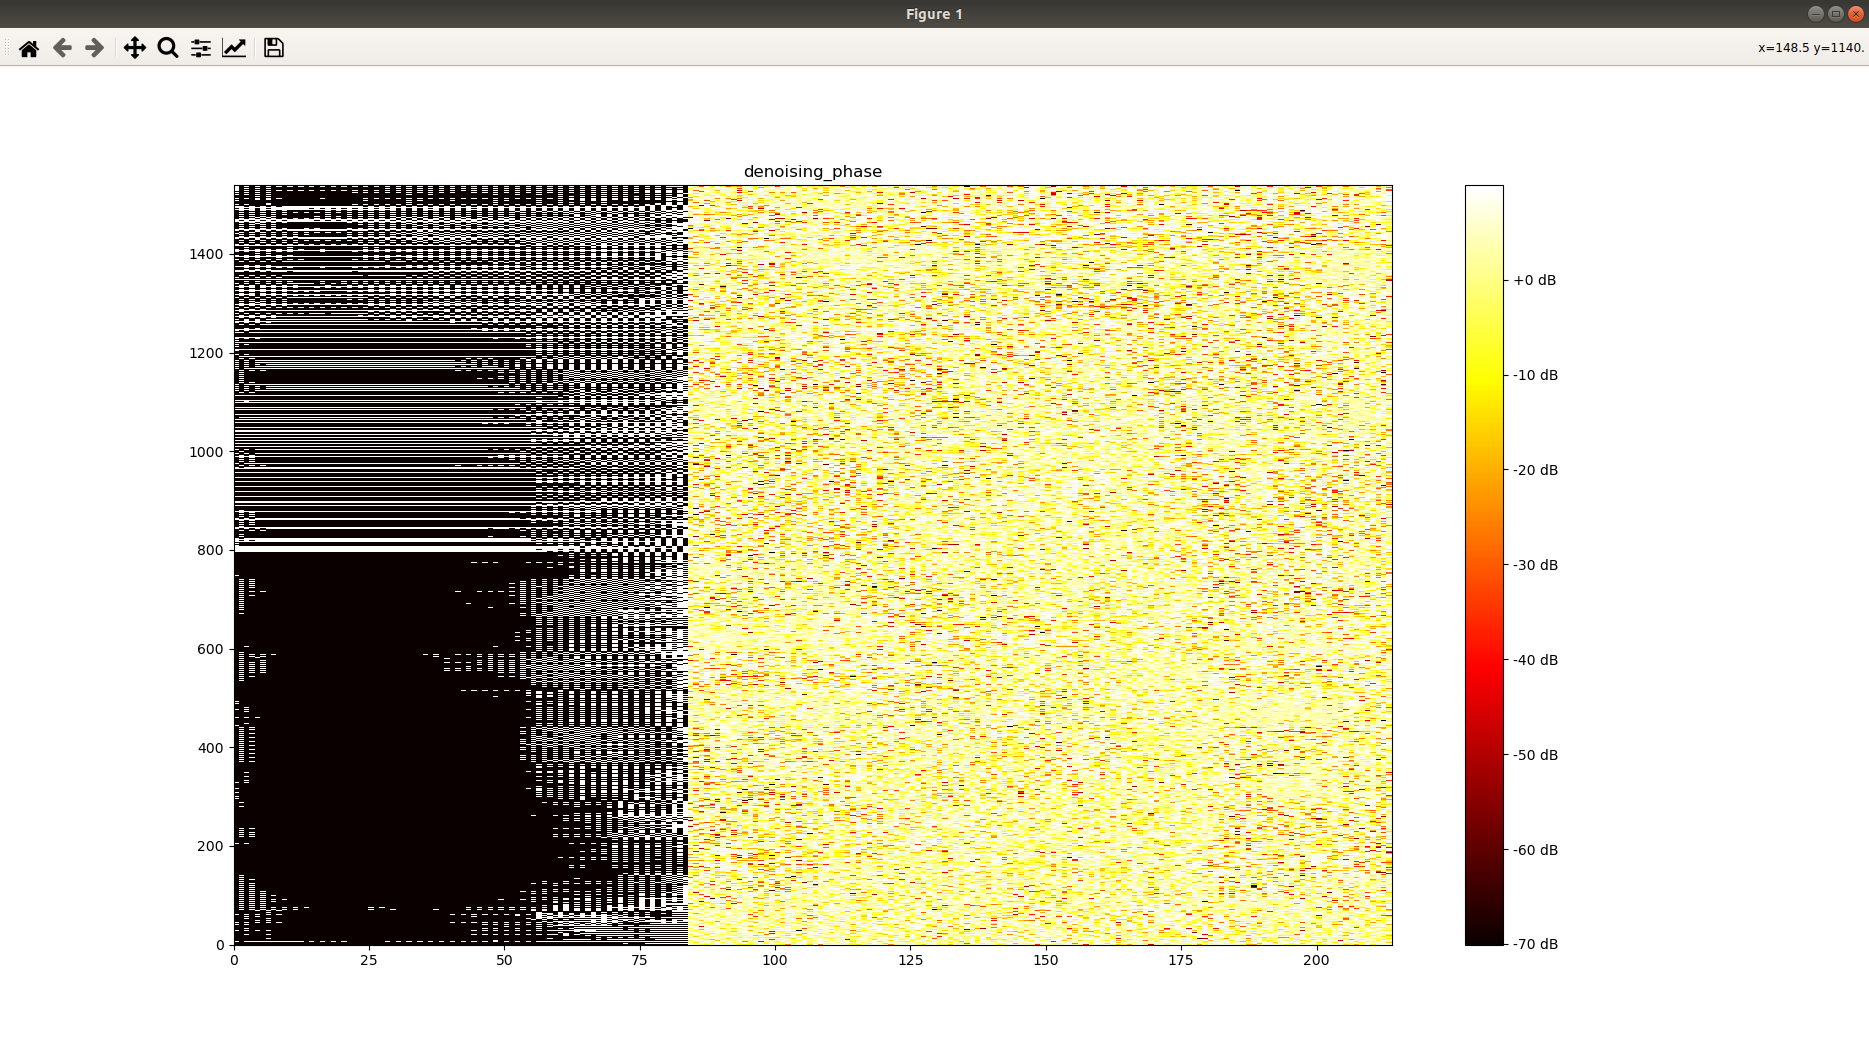 Figure 1
x=148.5 y=1140.
denoising_phase
1400
1200
1000
800
600
400
200
0
0 25 50 75 100 125 150 175 200
+0 dB
-10 dB
-20 dB
-30 dB
-40 dB
-50 dB
-60 dB
-70 dB